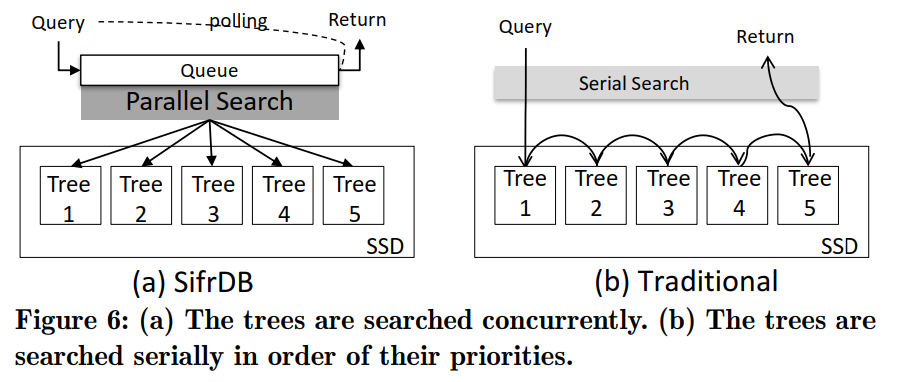 Query
polling
Return
Queue
Parallel Search
Tree 1
Tree 2
Tree 3
Tree 4
Tree 5
SSD
(a) SifrDB
Query
Return
Serial Search
Tree 1
Tree 2
Tree 3
Tree 4
Tree 5
SSD
(b) Traditional
Figure 6: (a) The trees are searched concurrently. (b) The trees are
searched serially in order of their priorities.